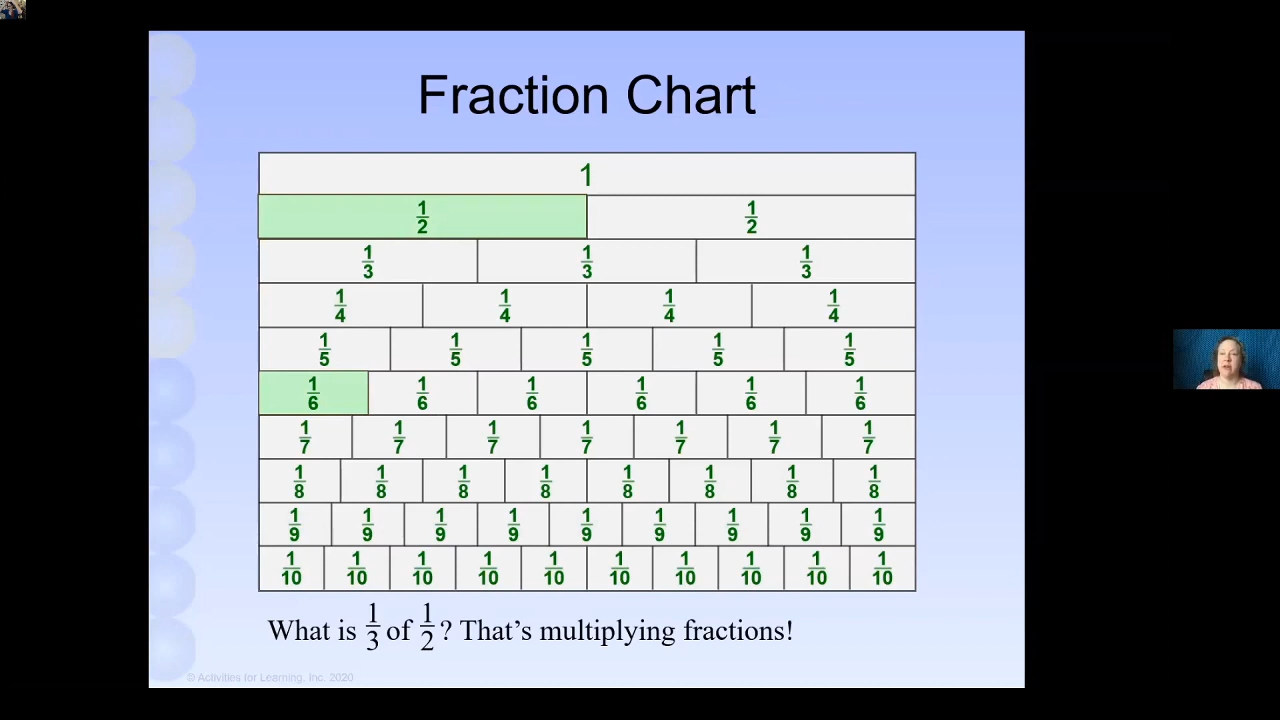 Fraction Chart
1
1/2 1/2
1/3 1/3 1/3
1/4 1/4 1/4 1/4
1/5 1/5 1/5 1/5 1/5
1/6 1/6 1/6 1/6 1/6 1/6
1/7 1/7 1/7 1/7 1/7 1/7 1/7
1/8 1/8 1/8 1/8 1/8 1/8 1/8 1/8
1/9 1/9 1/9 1/9 1/9 1/9 1/9 1/9 1/9
1/10 1/10 1/10 1/10 1/10 1/10 1/10 1/10 1/10 1/10
What is 1/3 of 1/2? That's multiplying fractions!
© Activities for Learning, Inc. 2020